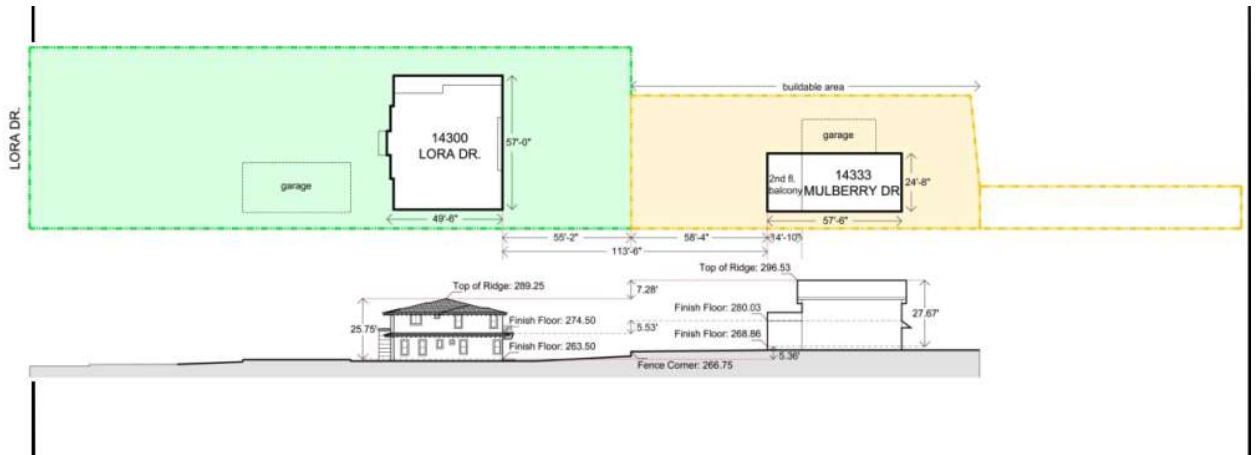 LORA DR.
buildable area
14300
LORA DR.
57'-0"
garage
49'-6"
garage
2nd fl.
balcony
14333
MULBERRY DR
24'-8"
57'-6"
55'-2"
58'-4"
14'-10"
113'-6"
Top of Ridge: 296.53
Top of Ridge: 289.25
7.28'
25.75'
Finish Floor: 274.50
Finish Floor: 263.50
Finish Floor: 280.03
5.53'
Finish Floor: 268.86
27.67'
5.36'
Fence Corner: 266.75